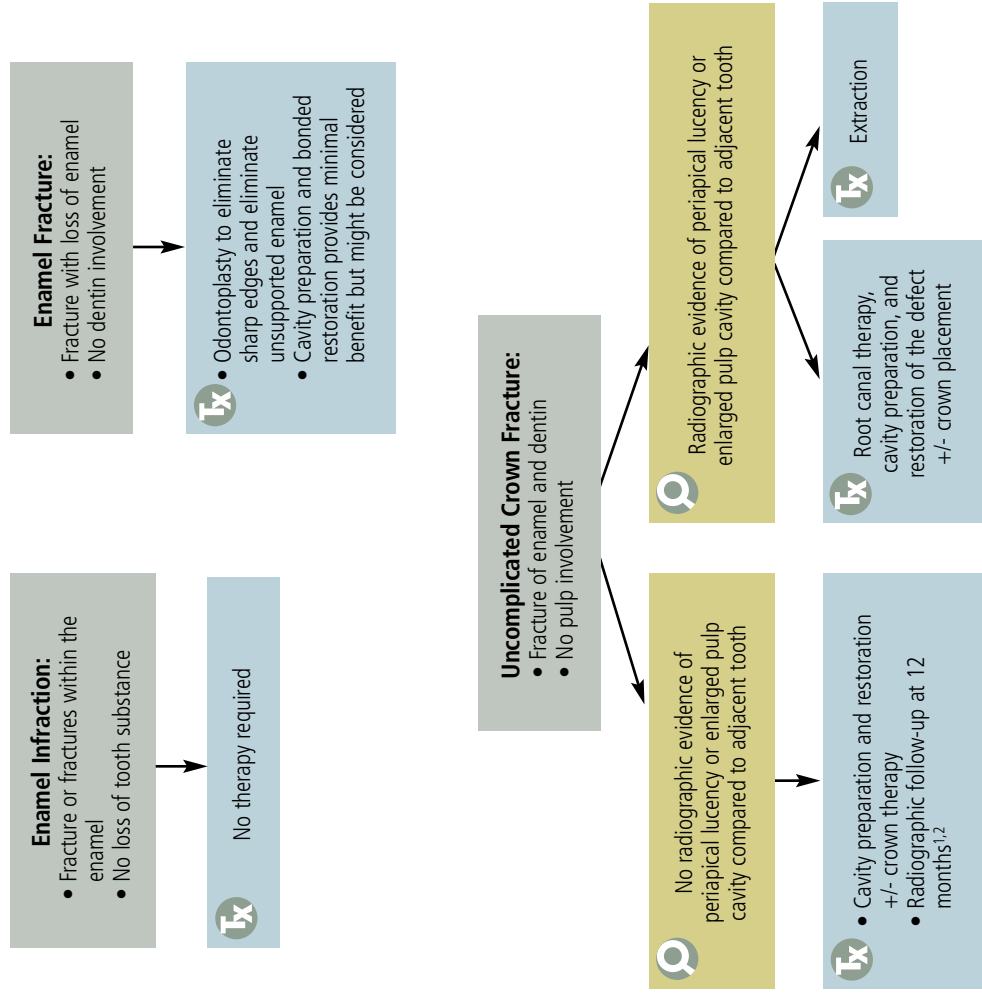 Enamel Infraction:
• Fracture or fractures within the
enamel
• No loss of tooth substance
Tx
No therapy required
Enamel Fracture:
• Fracture with loss of enamel
• No dentin involvement
Tx
• Odontoplasty to eliminate
sharp edges and eliminate
unsupported enamel
• Cavity preparation and bonded
restoration provides minimal
benefit but might be considered
Uncomplicated Crown Fracture:
• Fracture of enamel and dentin
• No pulp involvement
No radiographic evidence of
periapical lucency or enlarged pulp
cavity compared to adjacent tooth
Tx
• Cavity preparation and restoration
+/- crown therapy
• Radiographic follow-up at 12
months1,2
Radiographic evidence of periapical lucency or
enlarged pulp cavity compared to adjacent tooth
Tx
Root canal therapy,
cavity preparation, and
restoration of the defect
+/- crown placement
Tx
Extraction